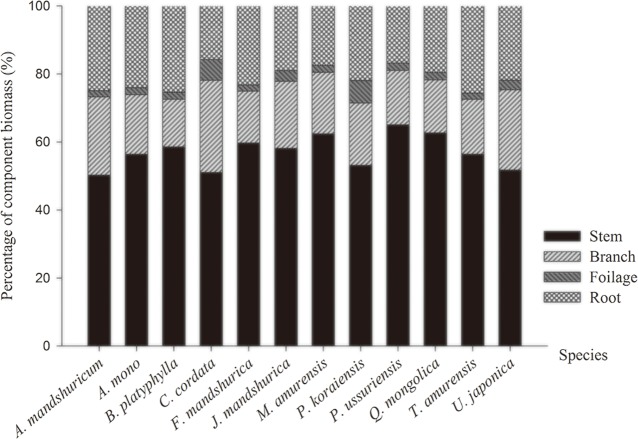 Percentage of component biomass (%)
100
80
60
40
20
0
Stem
Branch
Foilage
Root
Species
A. mandshuricum
A. mono
B. platyphylla
C. cordata
F. mandshurica
J. mandshurica
M. amurensis
P. koraiensis
P. ussuriensis
Q. mongolica
T. amurensis
U. japonica